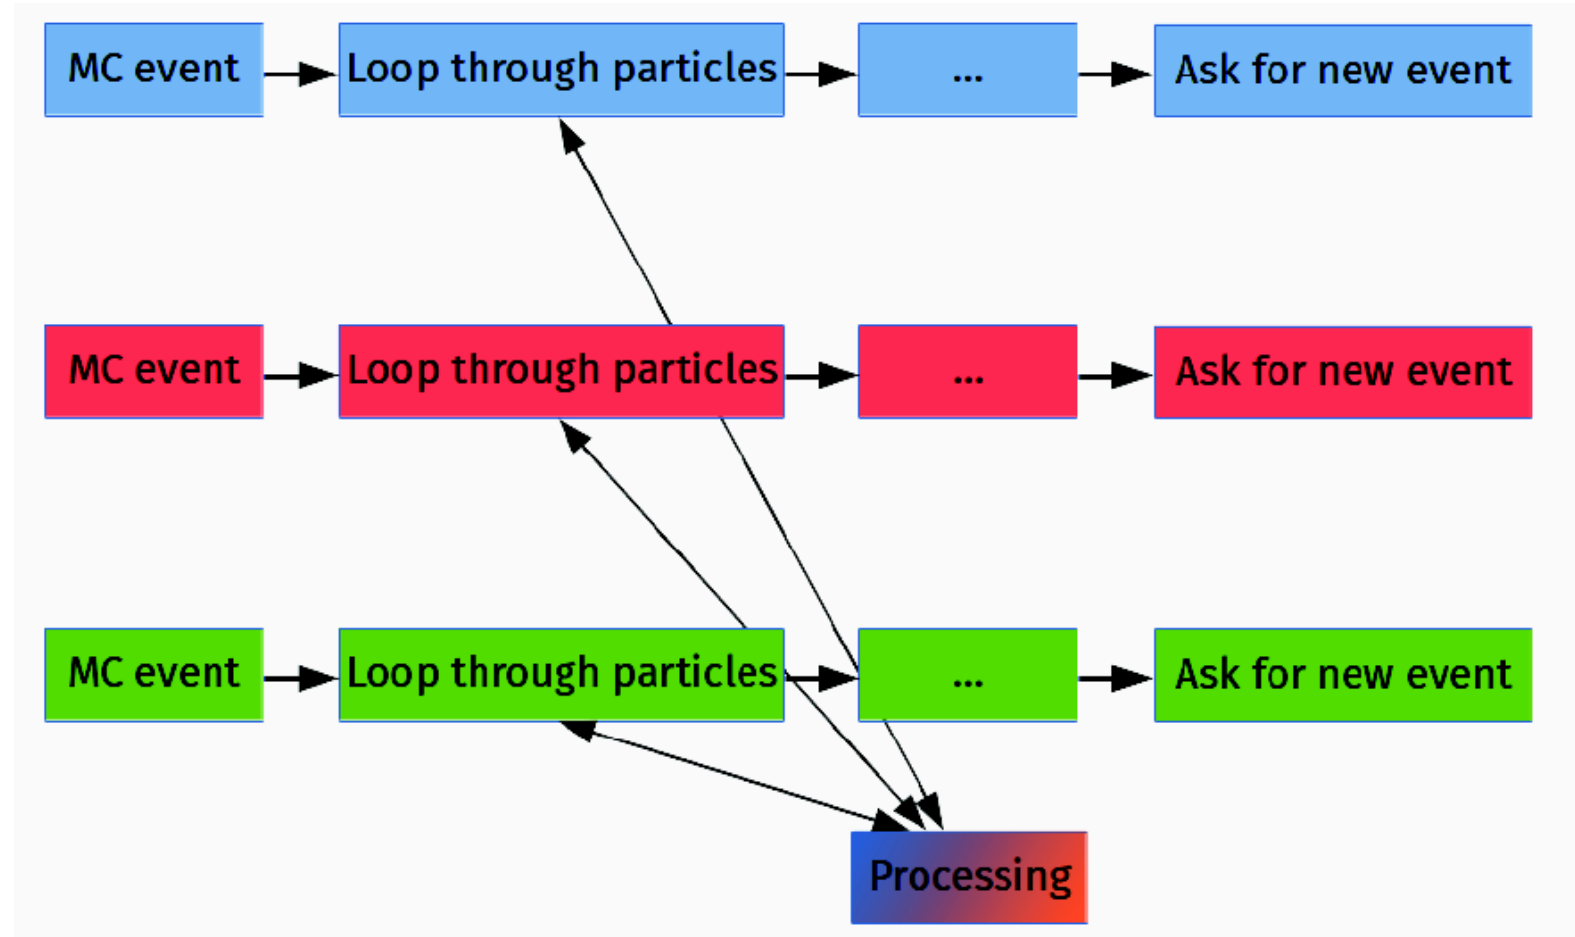 MC event
Loop through particles
...
Ask for new event
MC event
Loop through particles
...
Ask for new event
MC event
Loop through particles
...
Ask for new event
Processing